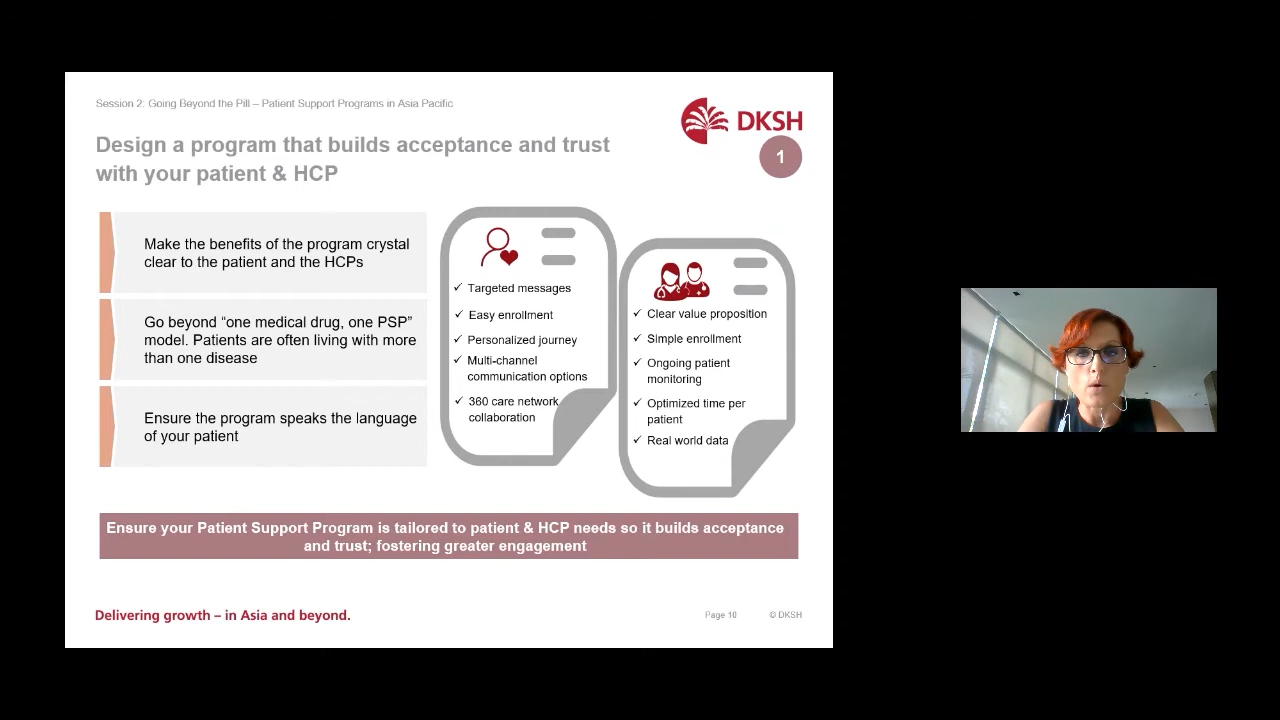 Session 2: Going Beyond the Pill – Patient Support Programs in Asia Pacific
DKSH
Design a program that builds acceptance and trust
with your patient & HCP
1
Make the benefits of the program crystal
clear to the patient and the HCPs
Go beyond “one medical drug, one PSP”
model. Patients are often living with more
than one disease
Ensure the program speaks the language
of your patient
✓ Targeted messages
✓ Easy enrollment
✓ Personalized journey
✓ Multi-channel
communication options
✓ 360 care network
collaboration
✓ Clear value proposition
✓ Simple enrollment
✓ Ongoing patient
monitoring
✓ Optimized time per
patient
✓ Real world data
Ensure your Patient Support Program is tailored to patient & HCP needs so it builds acceptance
and trust; fostering greater engagement
Delivering growth – in Asia and beyond.
Page 10
© DKSH